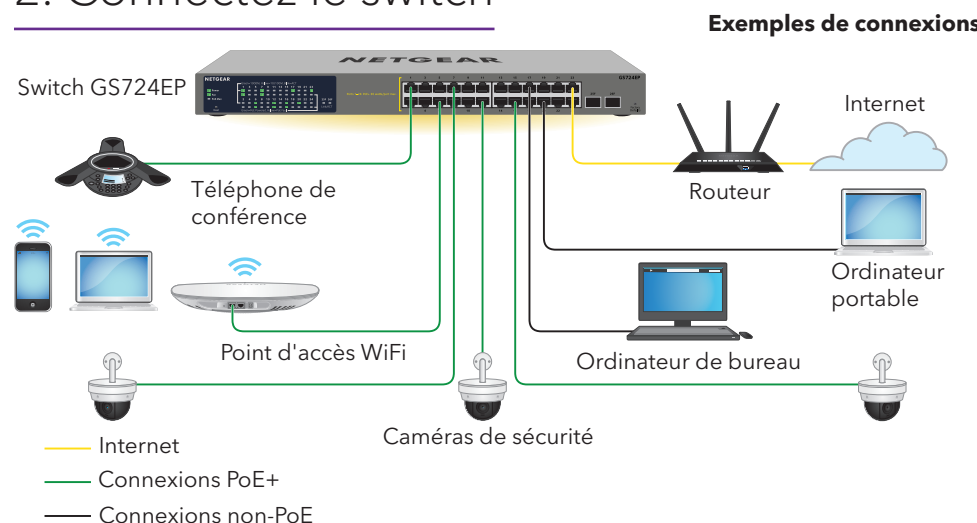 2. Connectez le switch
Exemples de connexions
NETGEAR
Switch GS724EP
NETGEAR
GS724EP
Internet
Téléphone de
conférence
Routeur
Ordinateur
portable
Point d'accès WiFi
Ordinateur de bureau
Caméras de sécurité
Internet
Connexions PoE+
Connexions non-PoE